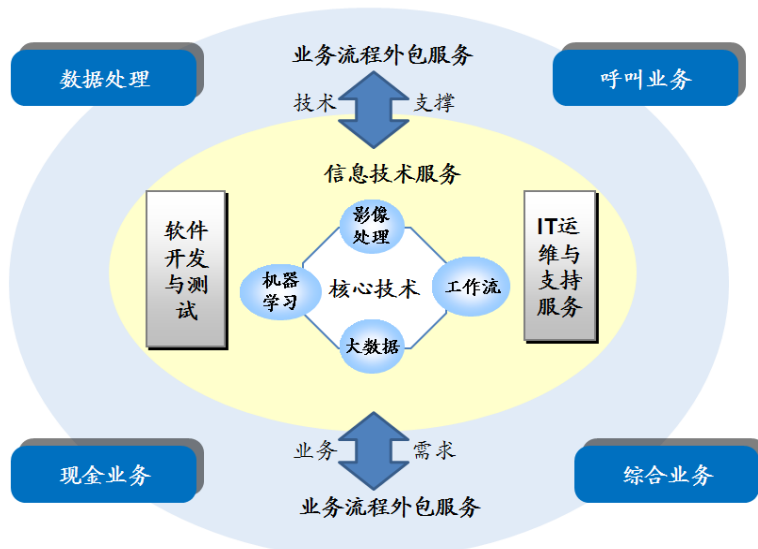 业务流程外包服务
数据处理
呼叫业务
技术
支撑
信息技术服务
软件
开发
与测
试
影像
处理
IT运
维与
支持
服务
机器
学习
核心技术
工作流
大数据
业务
需求
现金业务
综合业务
业务流程外包服务